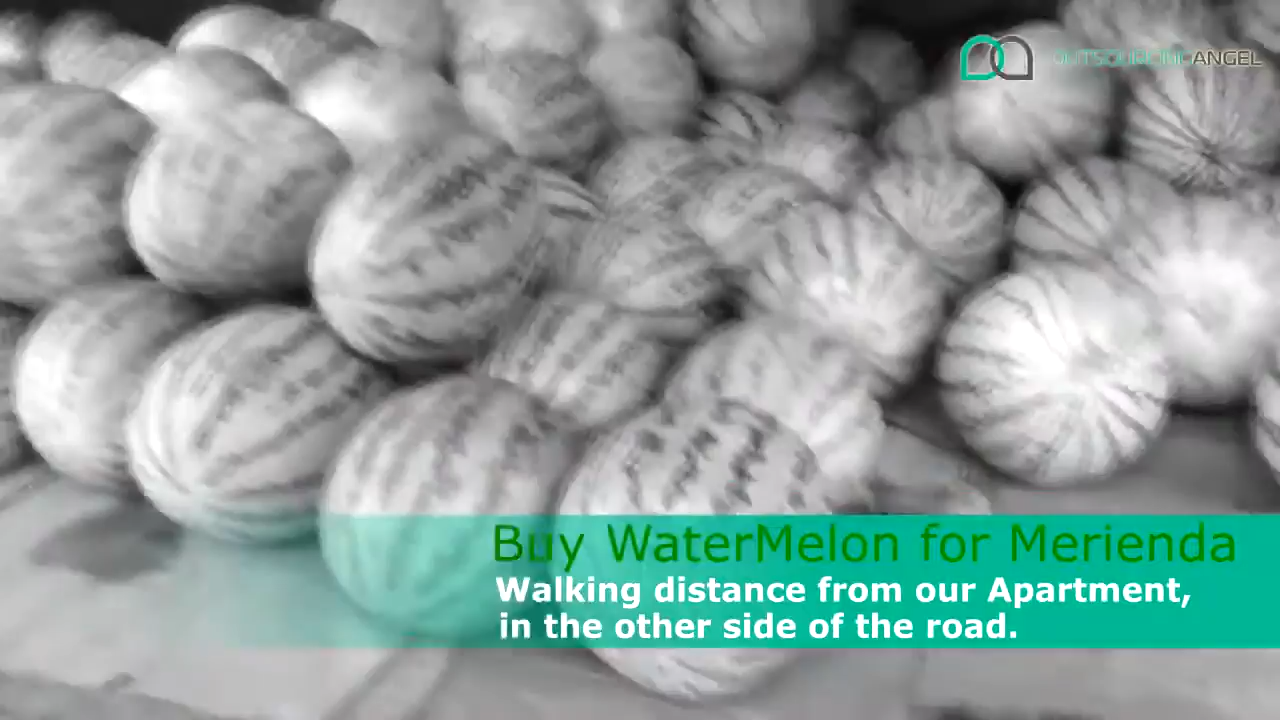 OUTSOURCINGANGEL
Buy WaterMelon for Merienda
Walking distance from our Apartment,
in the other side of the road.